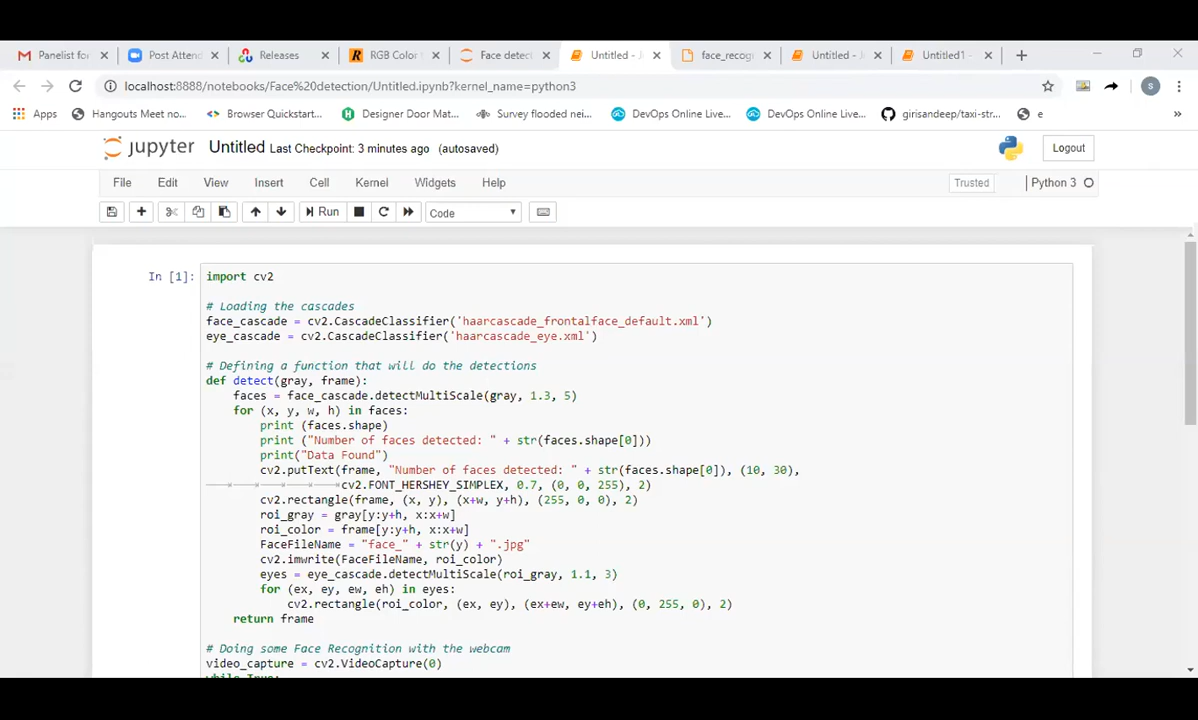 Panelist for
Post Attend
Releases
RGB Color
Face detect
Untitled - J
face_recog
Untitled - J
Untitled1 -
localhost:8888/notebooks/Face%20detection/Untitled.ipynb?kernel_name=python3
S
Apps
Hangouts Meet no...
Browser Quickstart...
Designer Door Mat...
Survey flooded nei...
DevOps Online Live...
DevOps Online Live...
girisandeep/taxi-str...
e
»
jupyter Untitled Last Checkpoint: 3 minutes ago (autosaved)
Logout
File Edit View Insert Cell Kernel Widgets Help
Trusted
Python 3
Run
Code
In [1]:
import cv2
# Loading the cascades
face_cascade = cv2.CascadeClassifier('haarcascade_frontalface_default.xml')
eye_cascade = cv2.CascadeClassifier('haarcascade_eye.xml')
# Defining a function that will do the detections
def detect(gray, frame):
faces = face_cascade.detectMultiScale(gray, 1.3, 5)
for (x, y, w, h) in faces:
print (faces.shape)
print ("Number of faces detected: " + str(faces.shape[0]))
print("Data Found")
cv2.putText(frame, "Number of faces detected: " + str(faces.shape[0]), (10, 30),
cv2.FONT_HERSHEY_SIMPLEX, 0.7, (0, 0, 255), 2)
cv2.rectangle(frame, (x, y), (x+w, y+h), (255, 0, 0), 2)
roi_gray = gray[y:y+h, x:x+w]
roi_color = frame[y:y+h, x:x+w]
FaceFileName = "face_" + str(y) + ".jpg"
cv2.imwrite(FaceFileName, roi_color)
eyes = eye_cascade.detectMultiScale(roi_gray, 1.1, 3)
for (ex, ey, ew, eh) in eyes:
cv2.rectangle(roi_color, (ex, ey), (ex+ew, ey+eh), (0, 255, 0), 2)
return frame
# Doing some Face Recognition with the webcam
video_capture = cv2.VideoCapture(0)
while True: